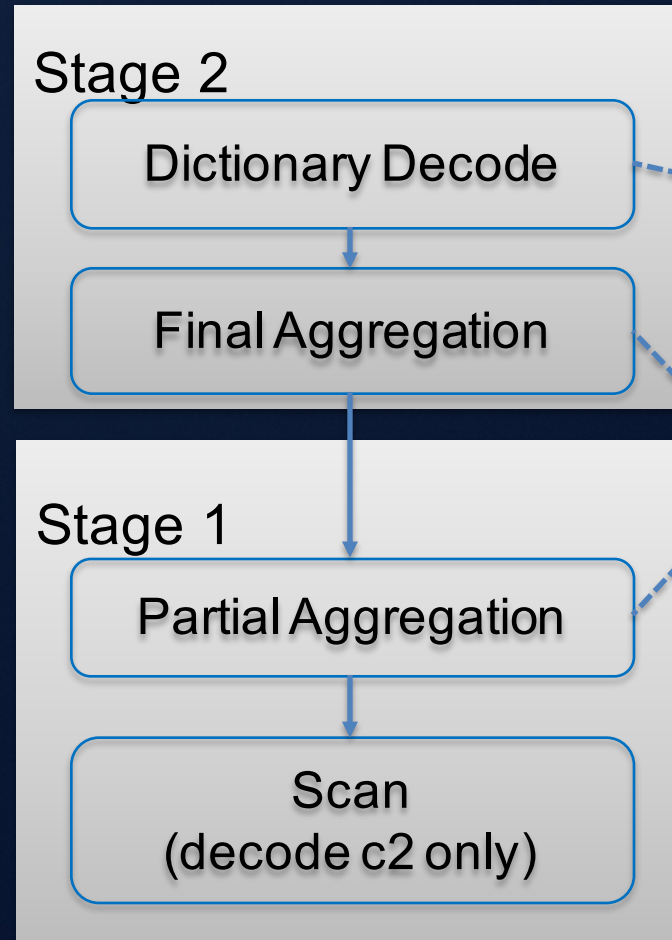 Stage 2
Dictionary Decode
Final Aggregation
Stage 1
Partial Aggregation
Scan
(decode c2 only)